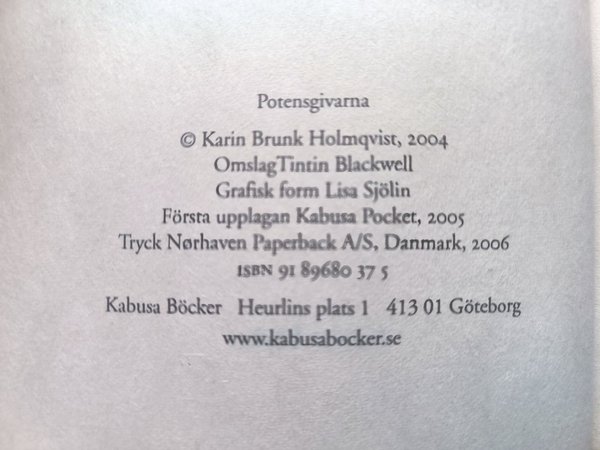 Potensgivarna
© Karin Brunk Holmqvist, 2004
OmslagTintin Blackwell
Grafisk form Lisa Sjölin
Första upplagan Kabusa Pocket, 2005
Tryck Nørhaven Paperback A/S, Danmark, 2006
ISBN 91 89680 37 5
Kabusa Böcker Heurlins plats 1 413 01 Göteborg
www.kabusabocker.se